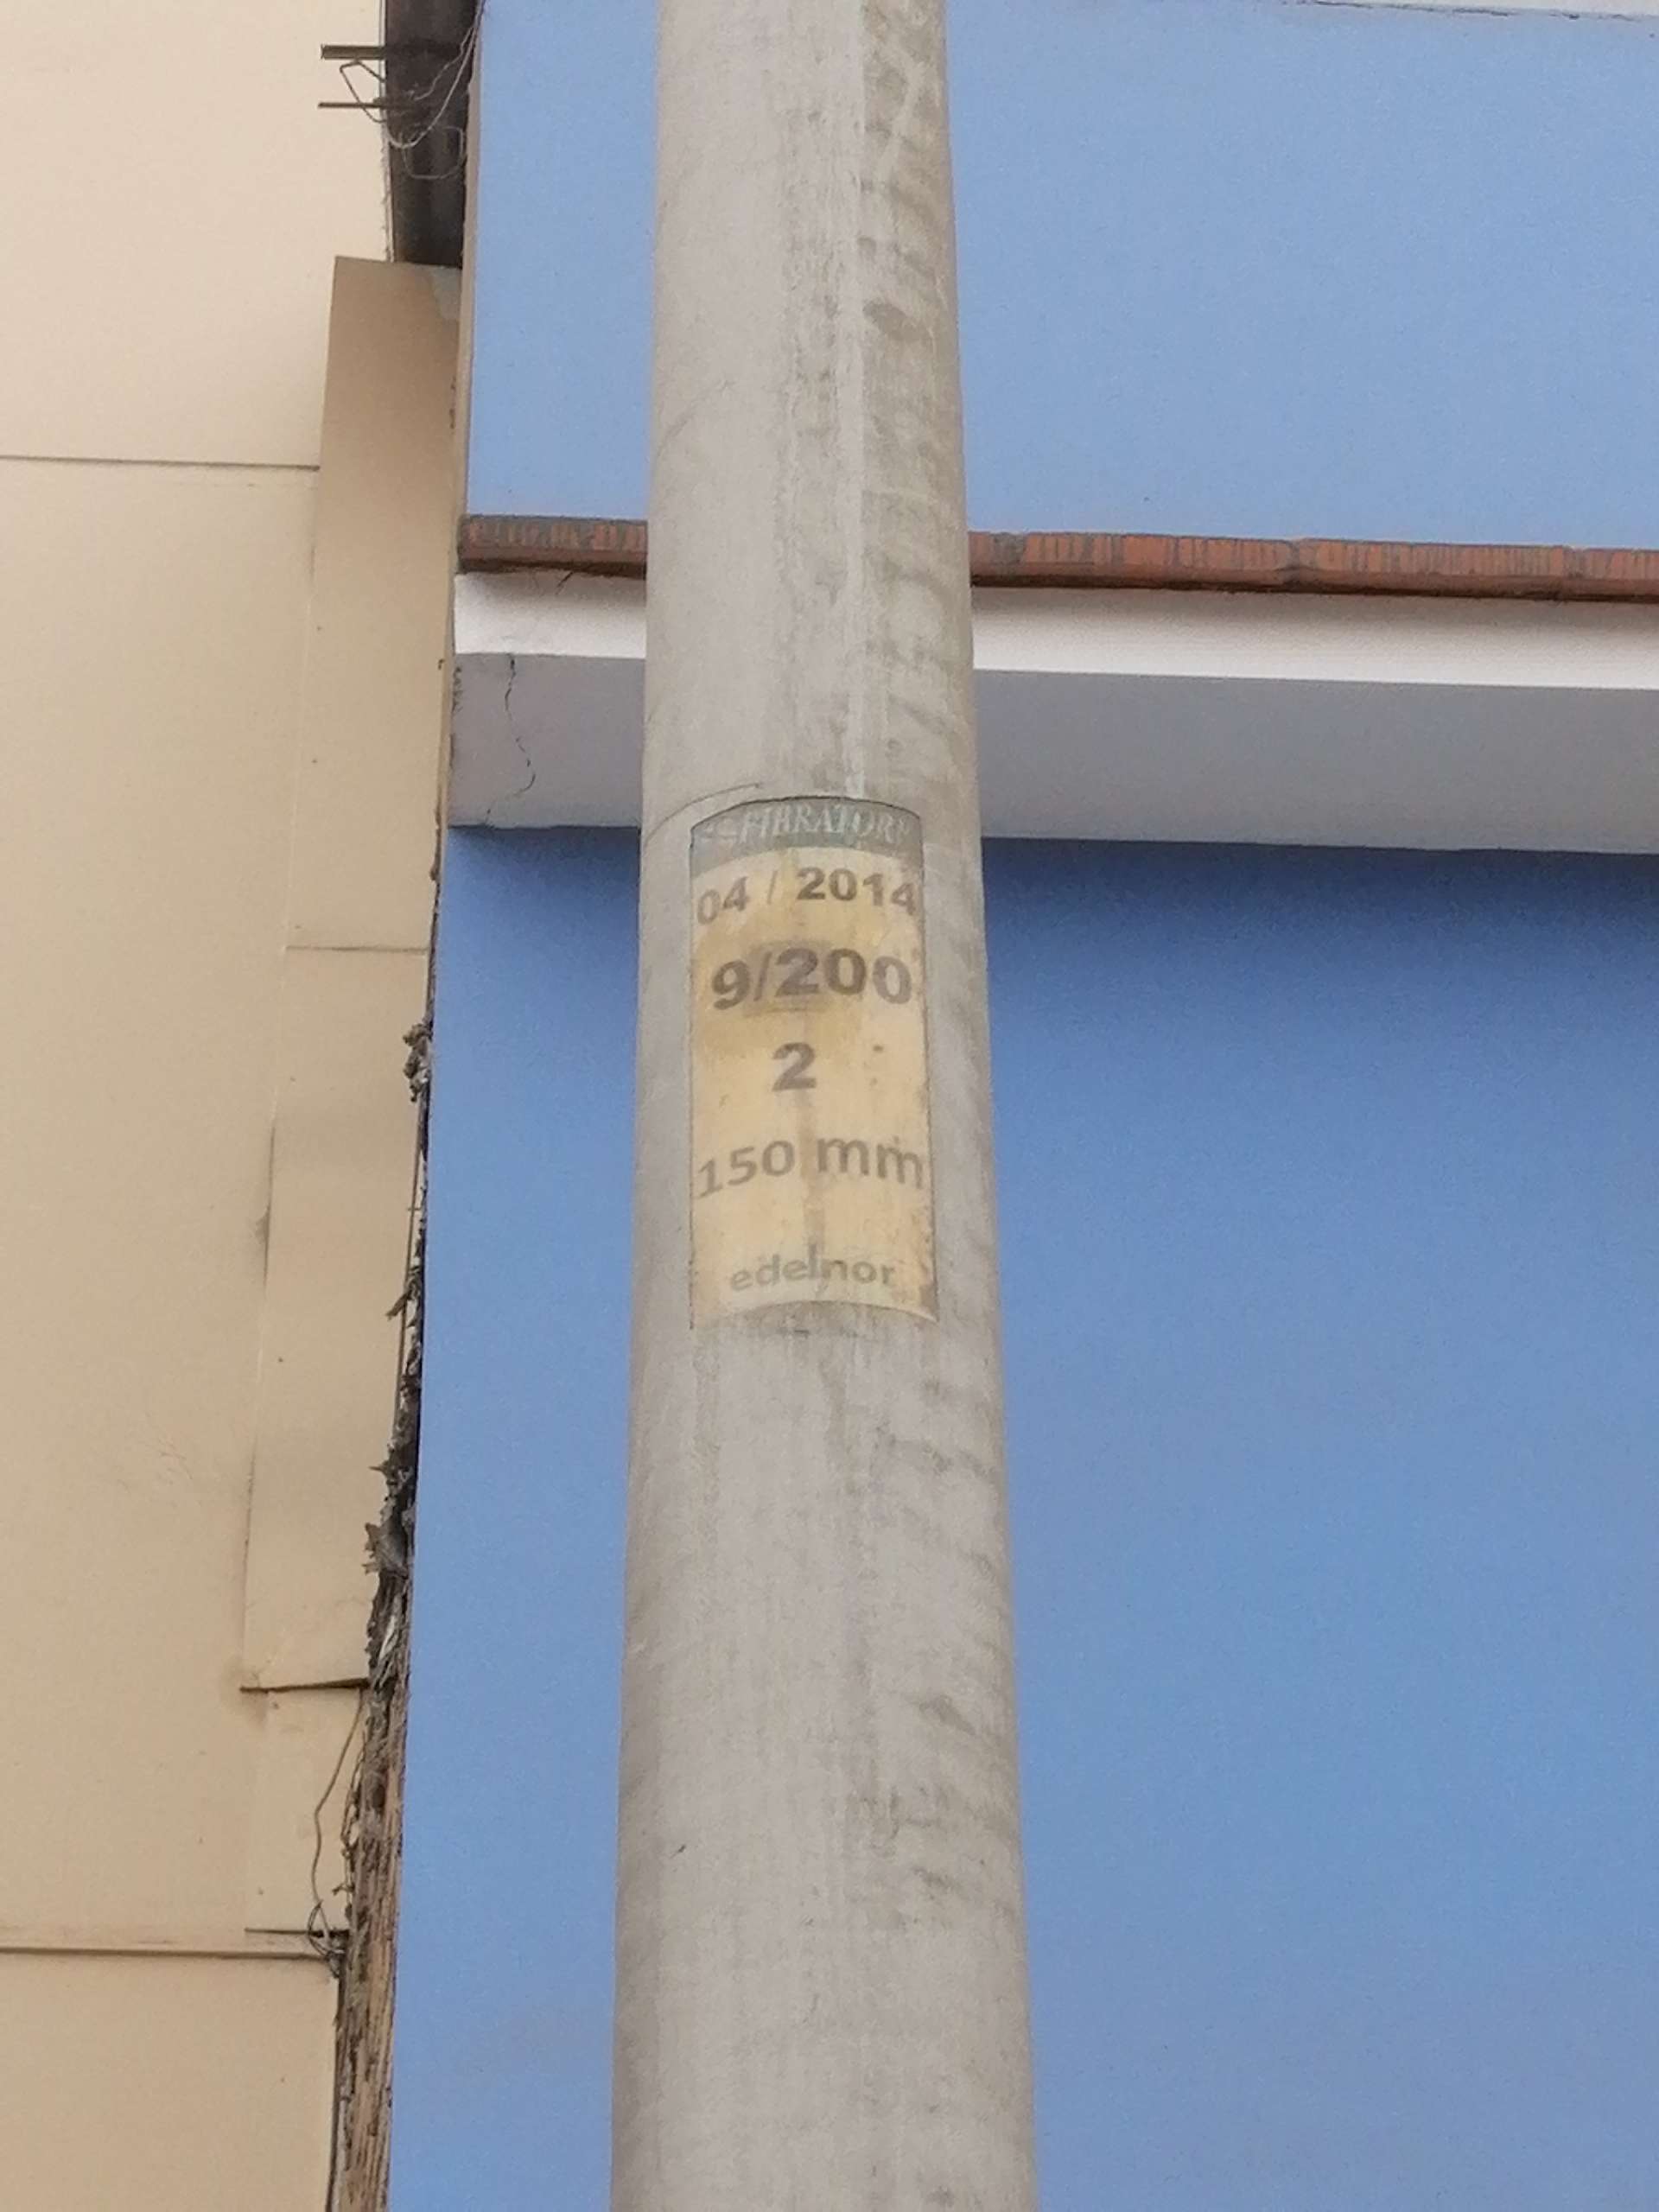 FIBRATORE
04 / 2014
9/200
2
150 mm
edelnor